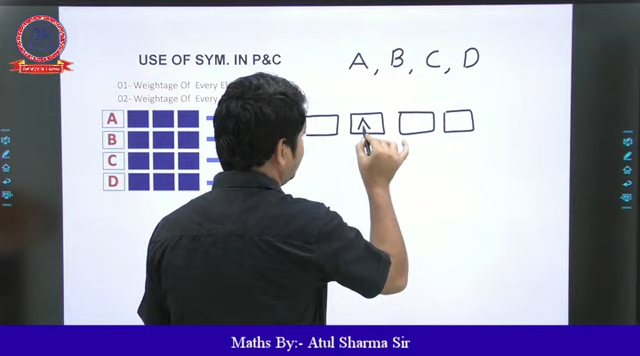 USE OF SYM. IN P&C
A, B, C, D
01- Weightage Of Every
02- Weightage Of Every
A
B
C
D
A
Maths By:- Atul Sharma Sir